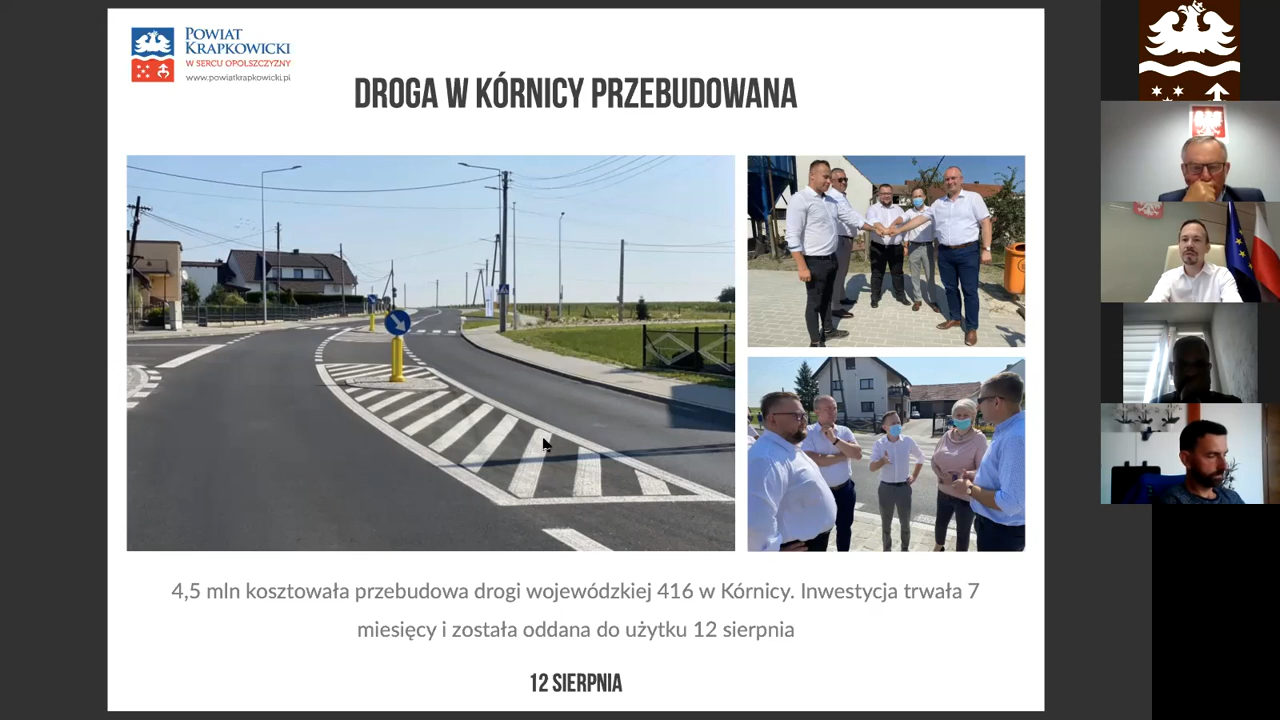 POWIAT
KRAPKOWICKI
W SERCU OPOLSZCZYZNY
www.powiatkrapkowicki.pl
DROGA W KÓRNICY PRZEBUDOWANA
4,5 mln kosztowała przebudowa drogi wojewódzkiej 416 w Kórnicy. Inwestycja trwała 7
miesięcy i została oddana do użytku 12 sierpnia
12 SIERPNIA